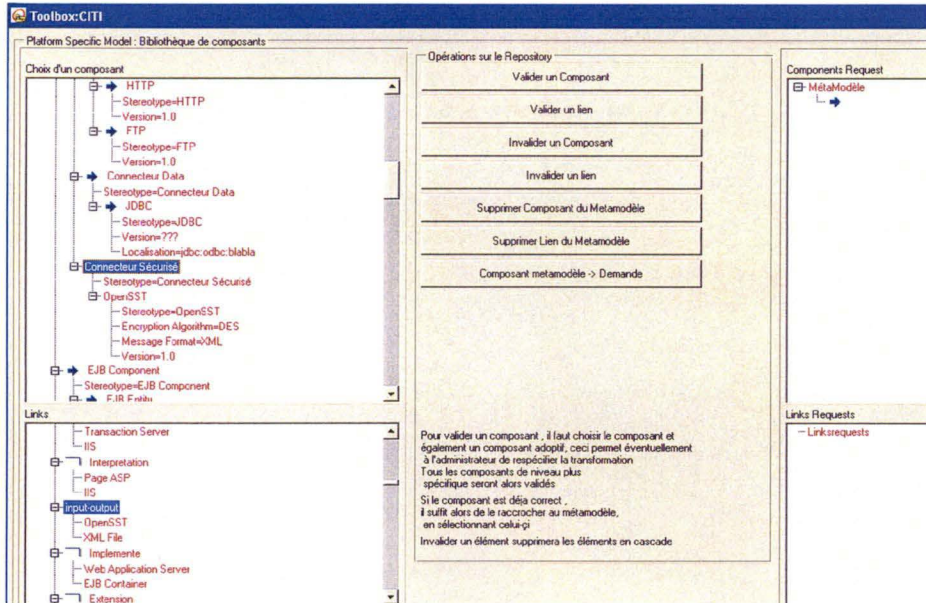 Toolbox:CITI
Platform Specific Model : Bibliothèque de composants
Choix d'un composant
HTTP
Stereotype=HTTP
Version=1.0
FTP
Stereotype=FTP
Version=1.0
Connecteur Data
Stereotype=Connecteur Data
JDBC
Stereotype=JDBC
Version=???
Localisation=jdbc:odbc:blabla
Connecteur Sécurisé
Stereotype=Connecteur Sécurisé
OpenSST
Stereotype=OpenSST
Encryption Algorithm=DES
Message Format=XML
Version=1.0
EJB Component
Stereotype=EJB Component
EJB Entity
Links
Transaction Server
IIS
Interpretation
Page ASP
IIS
input-output
OpenSST
XML File
Implemente
Web Application Server
EJB Container
Extension
Opérations sur le Repository
Valider un Composant
Valider un lien
Invalider un Composant
Invalider un lien
Supprimer Composant du Metamodèle
Supprimer Lien du Metamodèle
Composant metamodèle -> Demande
Pour valider un composant , il faut choisir le composant et
également un composant adoptif, ceci permet éventuellement
à l'administrateur de respécifier la transformation
Tous les composants de niveau plus
spécifique seront alors validés
Si le composant est déja correct ,
il suffit alors de le raccrocher au métamodèle,
en sélectionnant celui-çi
Invalider un élément supprimera les éléments en cascade
Components Request
MétaModèle
Links Requests
Linksrequests